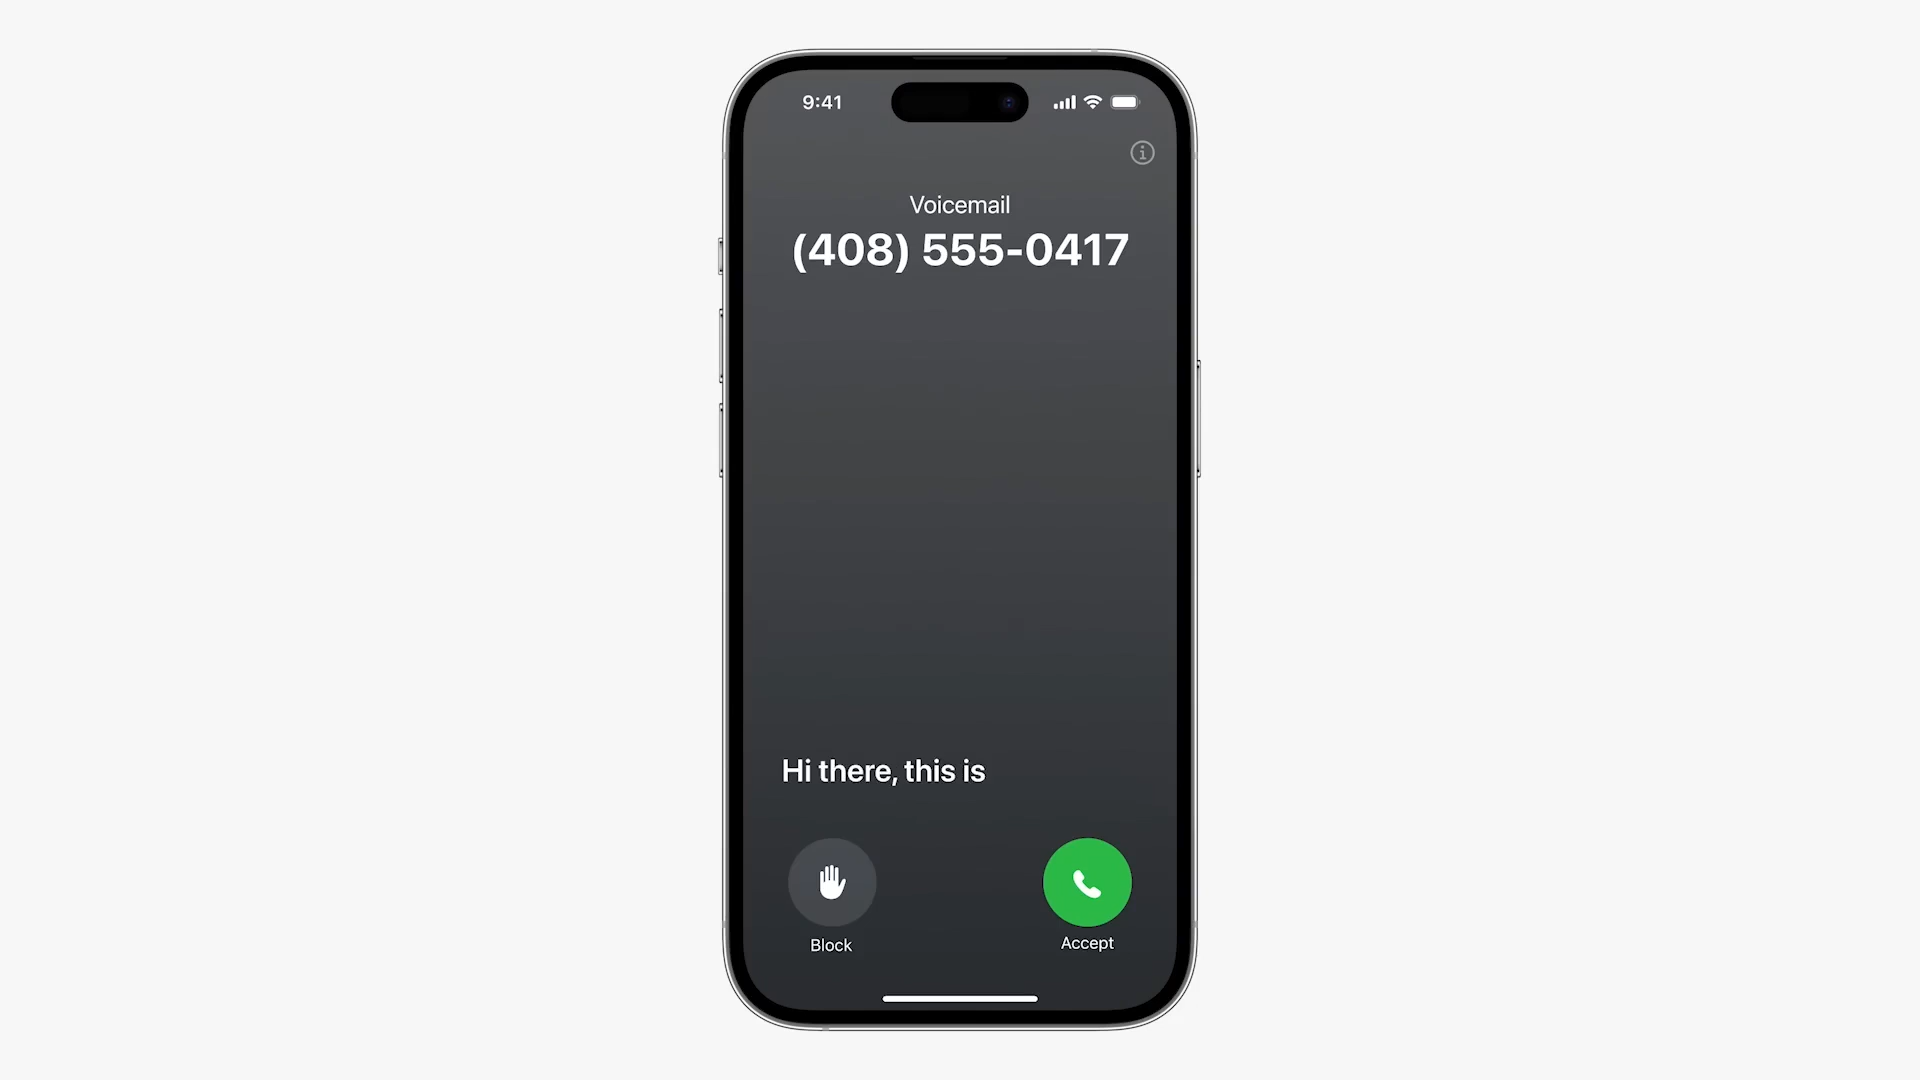 9:41
Voicemail
(408) 555-0417
Hi there, this is
Block
Accept